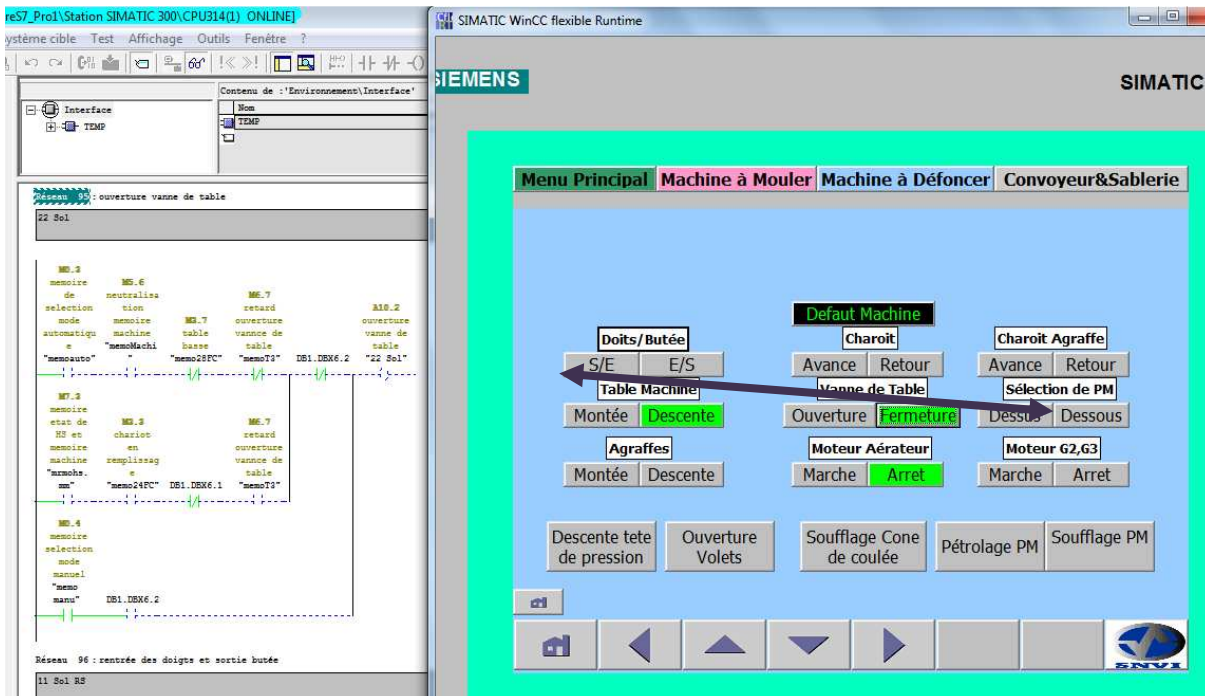 reS7_Pro1\Station SIMATIC 300\CPU314(1) ONLINE]
ystème cible Test Affichage Outils Fenêtre ?
Contenu de :'Environnement\Interface'
Interface
TEMP
Nom
TEMP
Réseau 95 : ouverture vanne de table
22 Sol
M0.3
memoire
de
selection
mode
automatiqu
e
"memoauto"
M5.6
neutralisa
tion
memoire
machine
"memoMachi
"
M3.7
table
basse
"memo28FC"
M6.7
retard
ouverture
vannce de
table
"memoT3"
DB1.DBX6.2
A10.2
ouverture
vanne de
table
"22 Sol"
M7.3
memoire
etat de
HS et
memoire
machine
"mrmohs.
mm"
M3.3
chariot
en
remplissag
e
"memo24FC"
DB1.DBX6.1
M6.7
retard
ouverture
vannce de
table
"memoT3"
M0.4
memoire
selection
mode
manuel
"memo
manu"
DB1.DBX6.2
Réseau 96 : rentrée des doigts et sortie butée
11 Sol RS
SIMATIC WinCC flexible Runtime
SIEMENS
SIMATIC
Menu Principal Machine à Mouler Machine à Défoncer Convoyeur&Sablerie
Defaut Machine
Doits/Butée Charoit Charoit Agraffe
S/E E/S Avance Retour Avance Retour
Table Machine Vanne de Table Sélection de PM
Montée Descente Ouverture Fermeture Dessus Dessous
Agraffes Moteur Aérateur Moteur G2,G3
Montée Descente Marche Arret Marche Arret
Descente tete
de pression
Ouverture
Volets
Soufflage Cone
de coulée
Pétrolage PM
Soufflage PM
SNVI